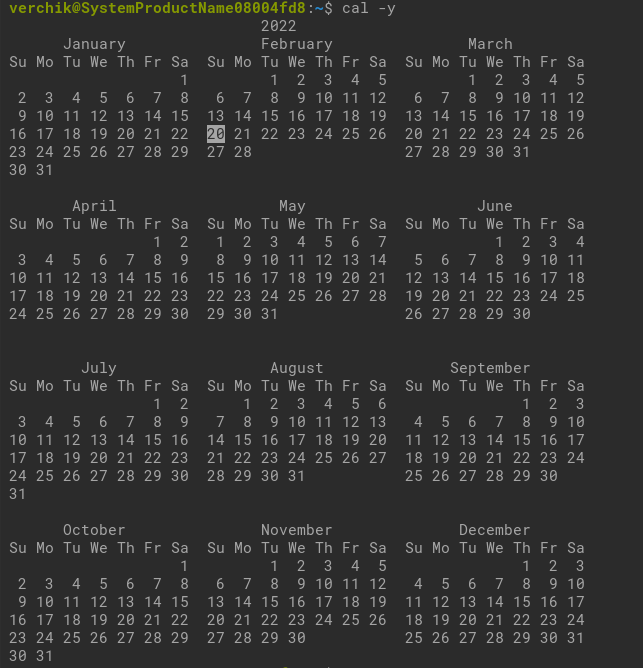 verchik@SystemProductName08004fd8:~$ cal -y
                            2022
      January               February               March
Su Mo Tu We Th Fr Sa  Su Mo Tu We Th Fr Sa  Su Mo Tu We Th Fr Sa
                   1         1  2  3  4  5         1  2  3  4  5
 2  3  4  5  6  7  8   6  7  8  9 10 11 12   6  7  8  9 10 11 12
 9 10 11 12 13 14 15  13 14 15 16 17 18 19  13 14 15 16 17 18 19
16 17 18 19 20 21 22  20 21 22 23 24 25 26  20 21 22 23 24 25 26
23 24 25 26 27 28 29  27 28                 27 28 29 30 31
30 31
       April                  May                   June
Su Mo Tu We Th Fr Sa  Su Mo Tu We Th Fr Sa  Su Mo Tu We Th Fr Sa
                1  2   1  2  3  4  5  6  7            1  2  3  4
 3  4  5  6  7  8  9   8  9 10 11 12 13 14   5  6  7  8  9 10 11
10 11 12 13 14 15 16  15 16 17 18 19 20 21  12 13 14 15 16 17 18
17 18 19 20 21 22 23  22 23 24 25 26 27 28  19 20 21 22 23 24 25
24 25 26 27 28 29 30  29 30 31              26 27 28 29 30
        July                 August              September
Su Mo Tu We Th Fr Sa  Su Mo Tu We Th Fr Sa  Su Mo Tu We Th Fr Sa
                1  2      1  2  3  4  5  6               1  2  3
 3  4  5  6  7  8  9   7  8  9 10 11 12 13   4  5  6  7  8  9 10
10 11 12 13 14 15 16  14 15 16 17 18 19 20  11 12 13 14 15 16 17
17 18 19 20 21 22 23  21 22 23 24 25 26 27  18 19 20 21 22 23 24
24 25 26 27 28 29 30  28 29 30 31           25 26 27 28 29 30
31
      October               November              December
Su Mo Tu We Th Fr Sa  Su Mo Tu We Th Fr Sa  Su Mo Tu We Th Fr Sa
                   1         1  2  3  4  5               1  2  3
 2  3  4  5  6  7  8   6  7  8  9 10 11 12   4  5  6  7  8  9 10
 9 10 11 12 13 14 15  13 14 15 16 17 18 19  11 12 13 14 15 16 17
16 17 18 19 20 21 22  20 21 22 23 24 25 26  18 19 20 21 22 23 24
23 24 25 26 27 28 29  27 28 29 30           25 26 27 28 29 30 31
30 31